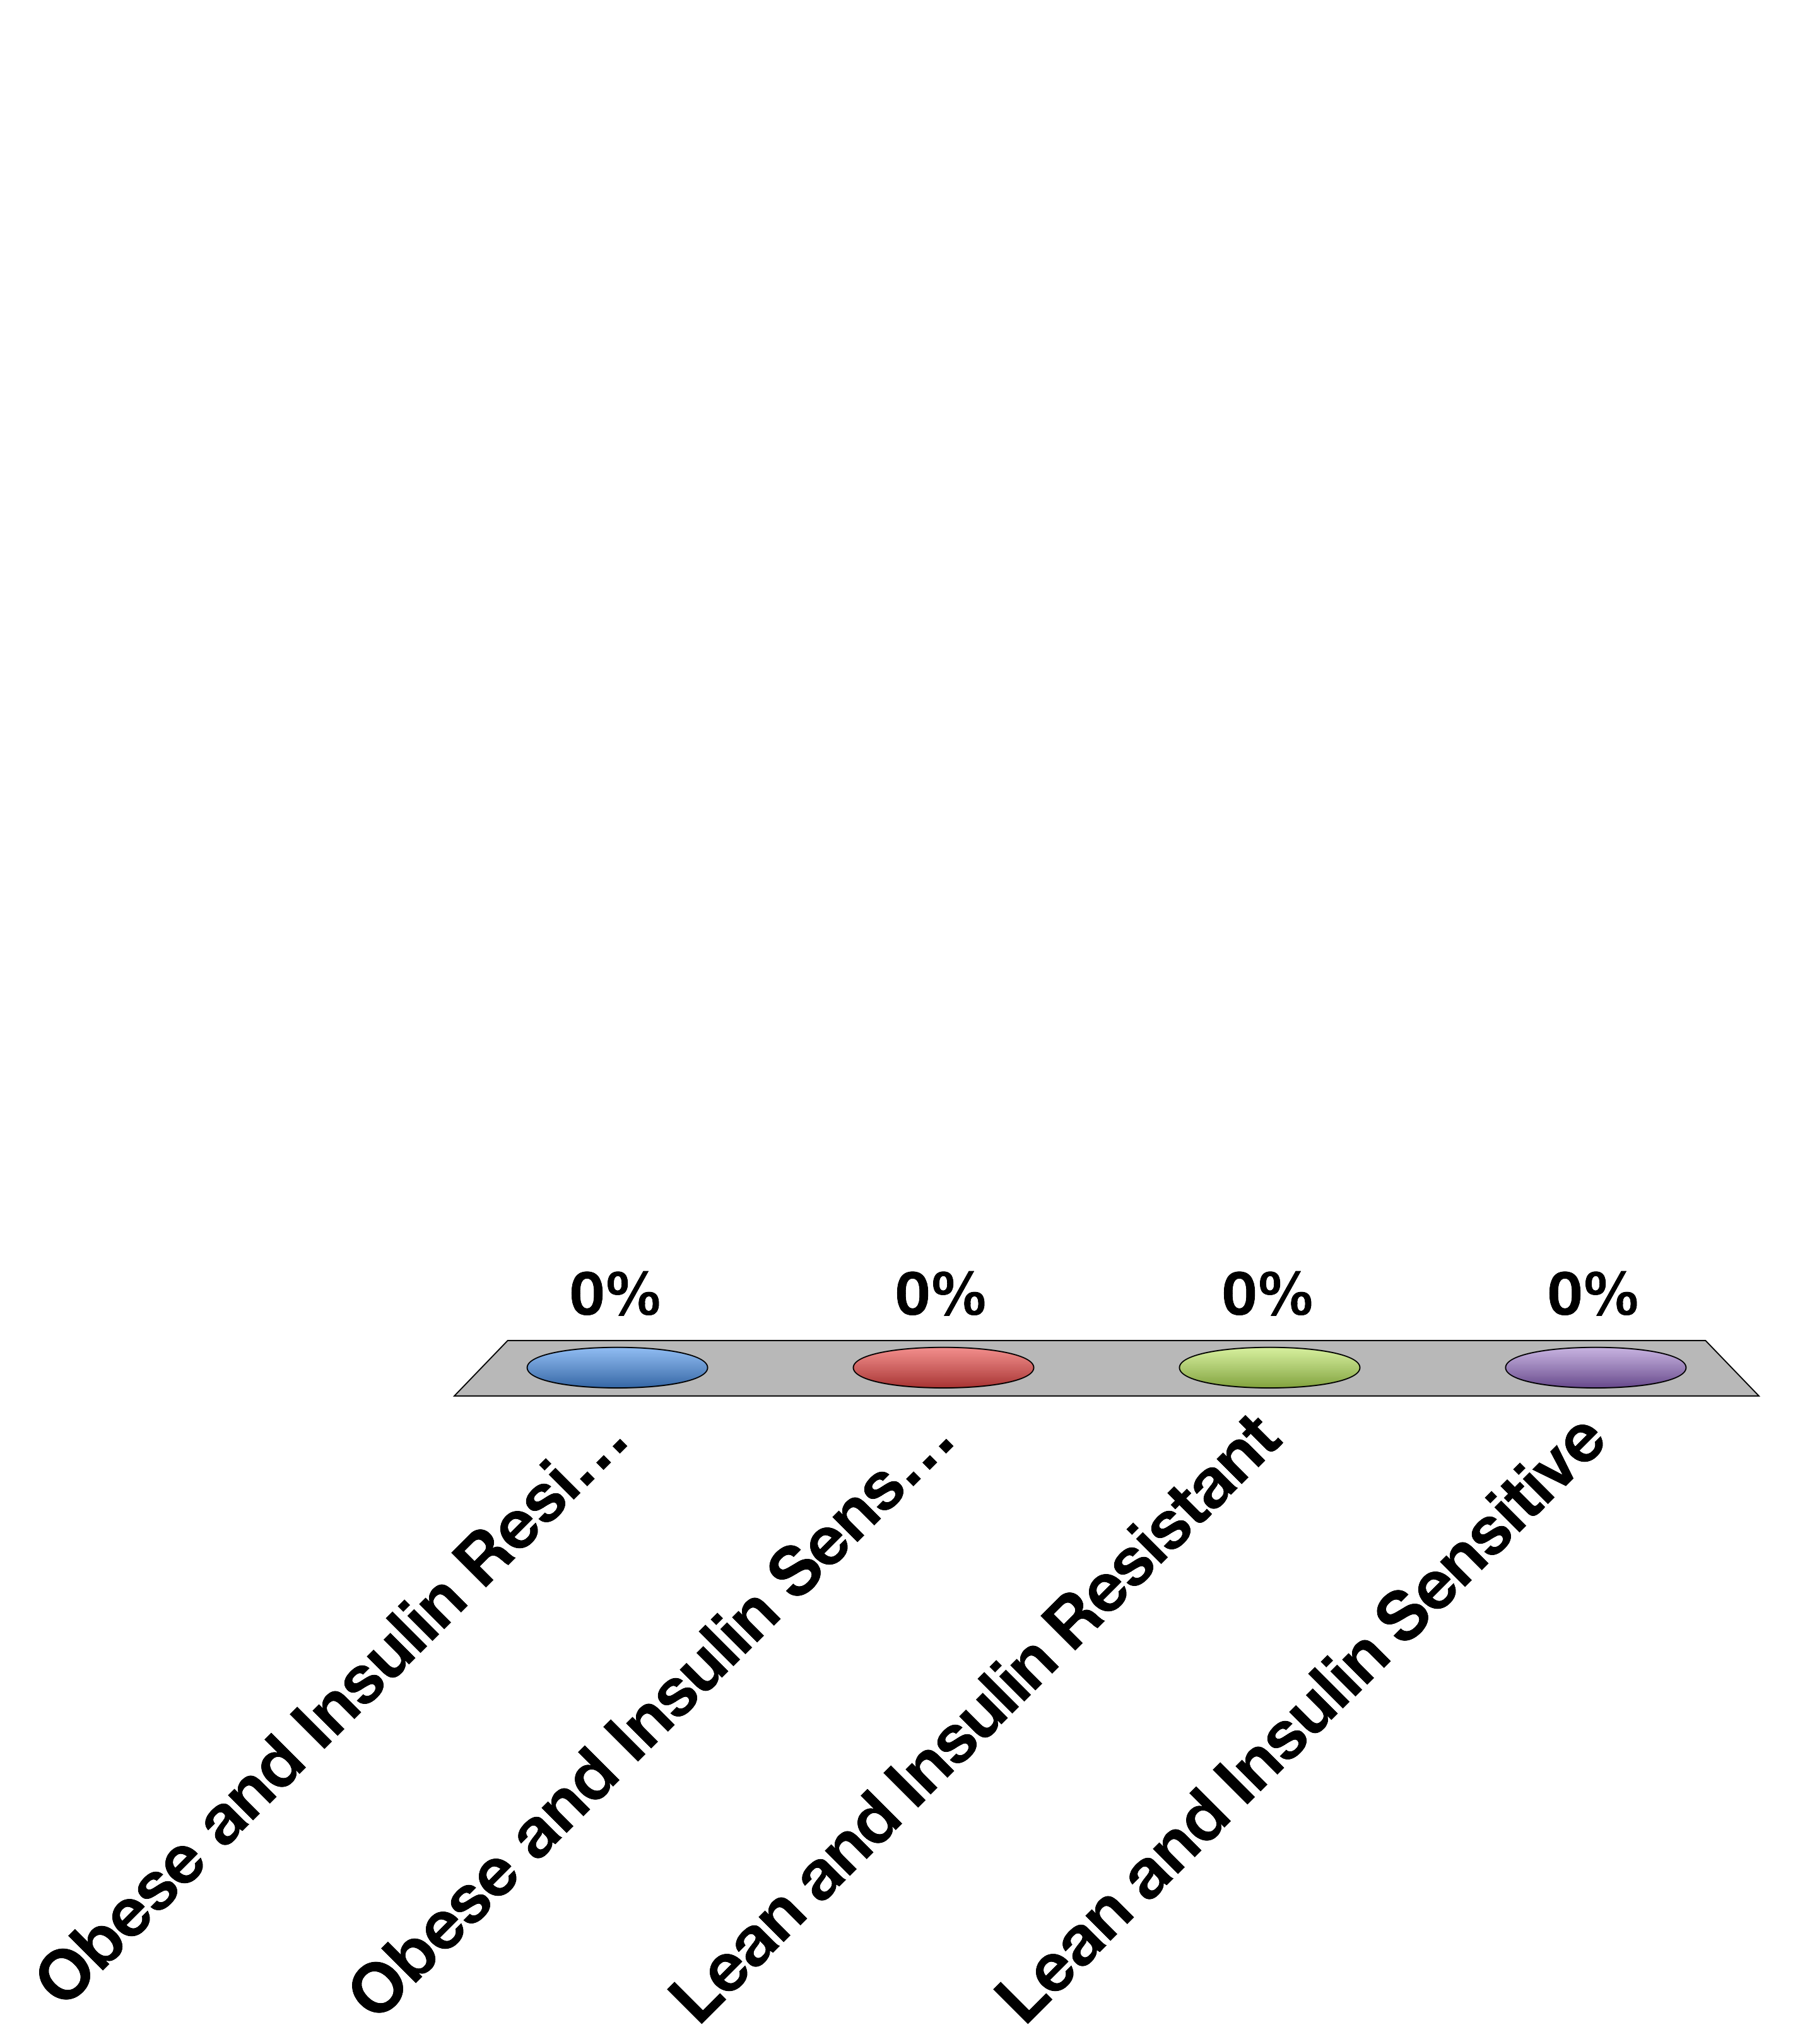 0% 0% 0% 0%
Obese and Insulin Resi...
Obese and Insulin Sens...
Lean and Insulin Resistant
Lean and Insulin Sensitive